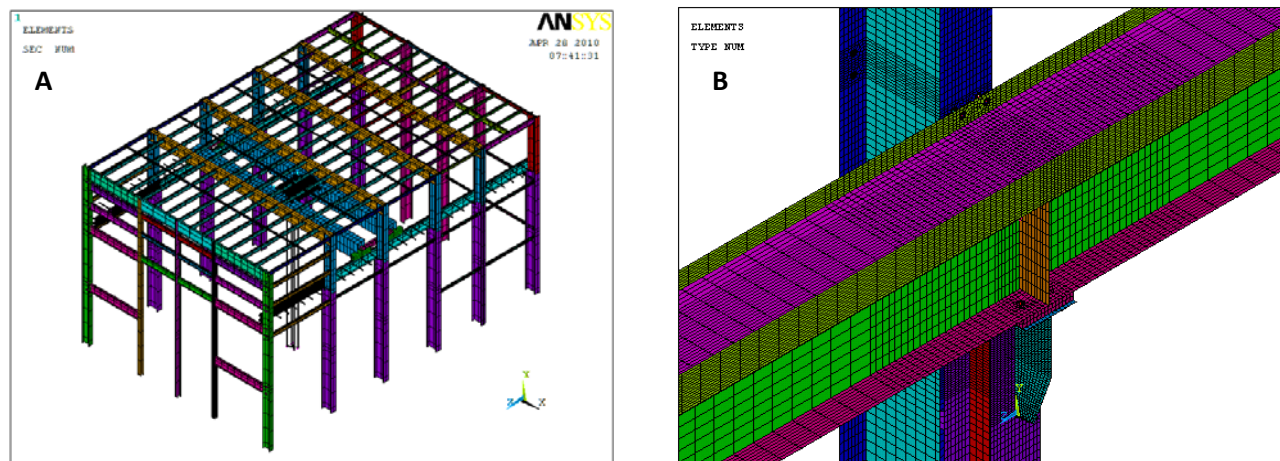 1
ELEMENTS
SEC NUM
ANSYS
APR 28 2010
07:41:31
A
Y
Z
X
ELEMENTS
TYPE NUM
B
Y
Z